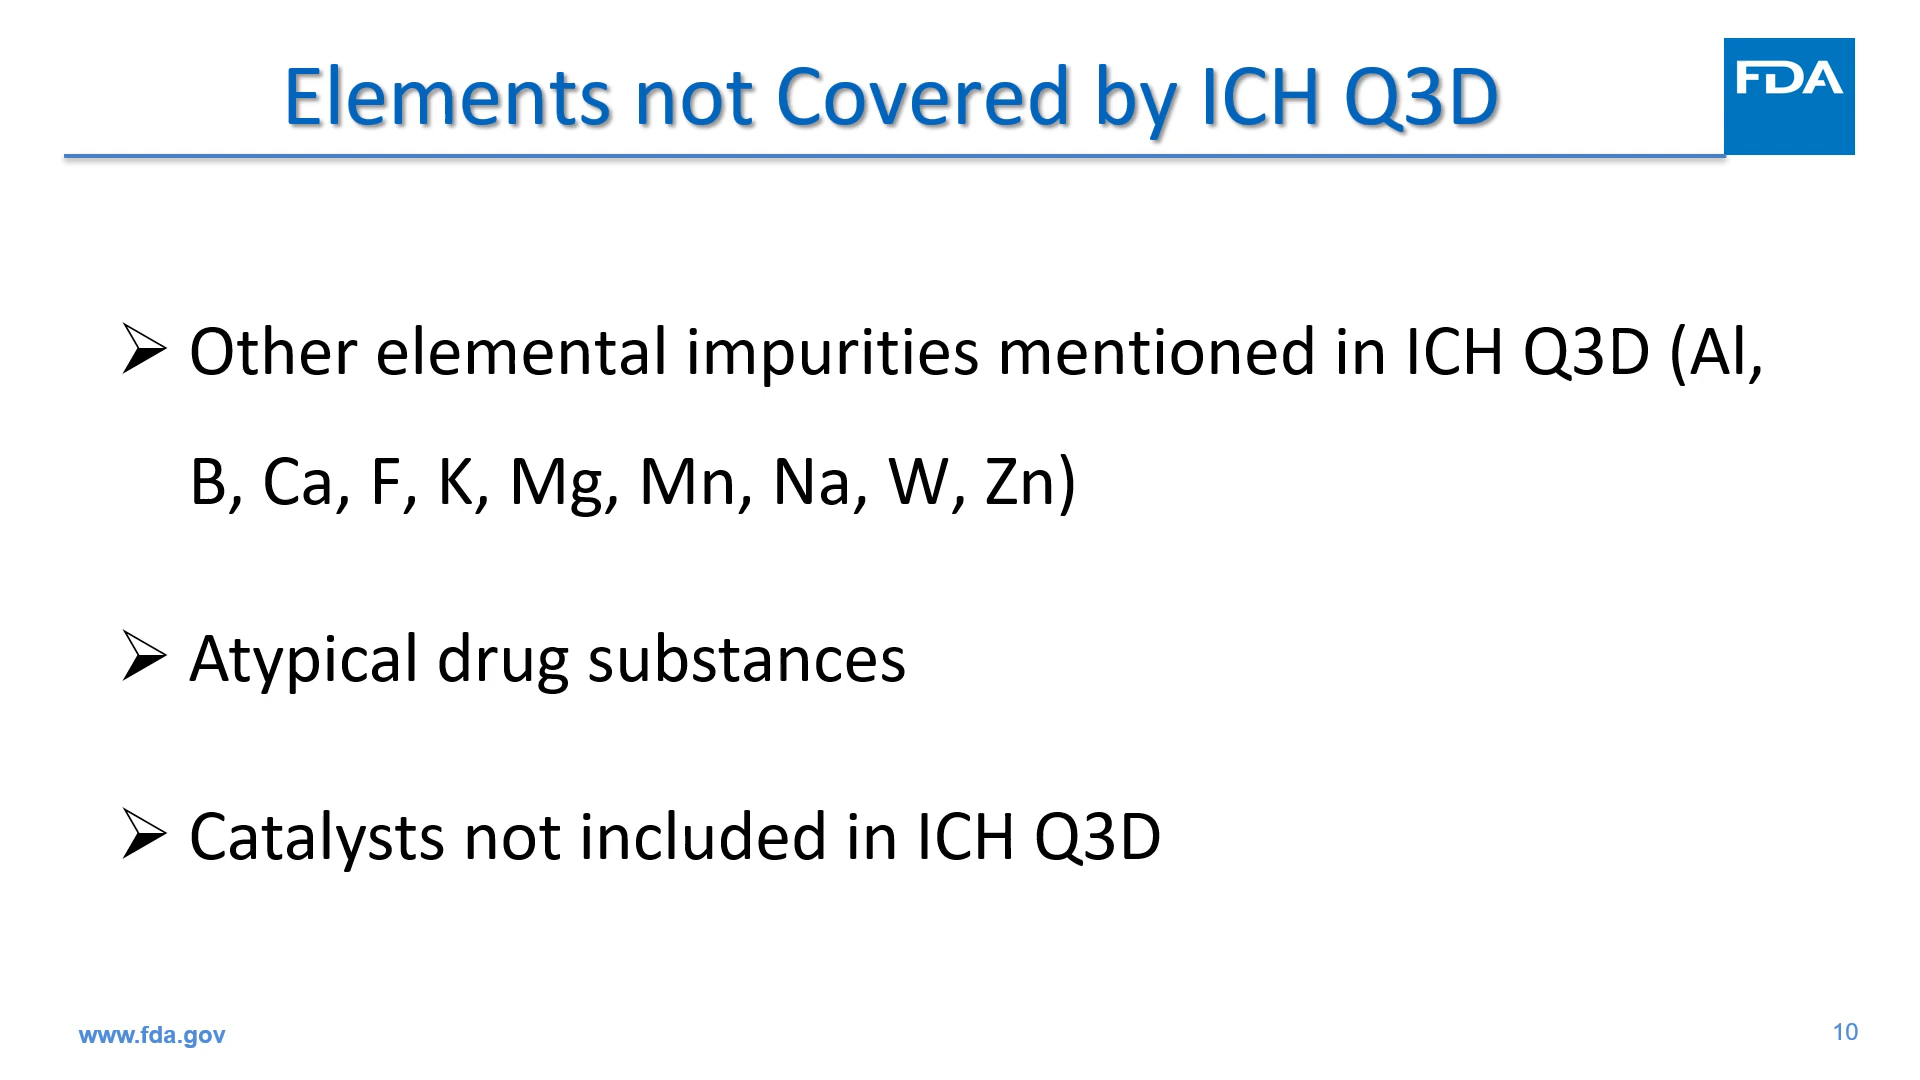 Elements not Covered by ICH Q3D
FDA
➢ Other elemental impurities mentioned in ICH Q3D (Al,
B, Ca, F, K, Mg, Mn, Na, W, Zn)
➢ Atypical drug substances
➢ Catalysts not included in ICH Q3D
www.fda.gov
10